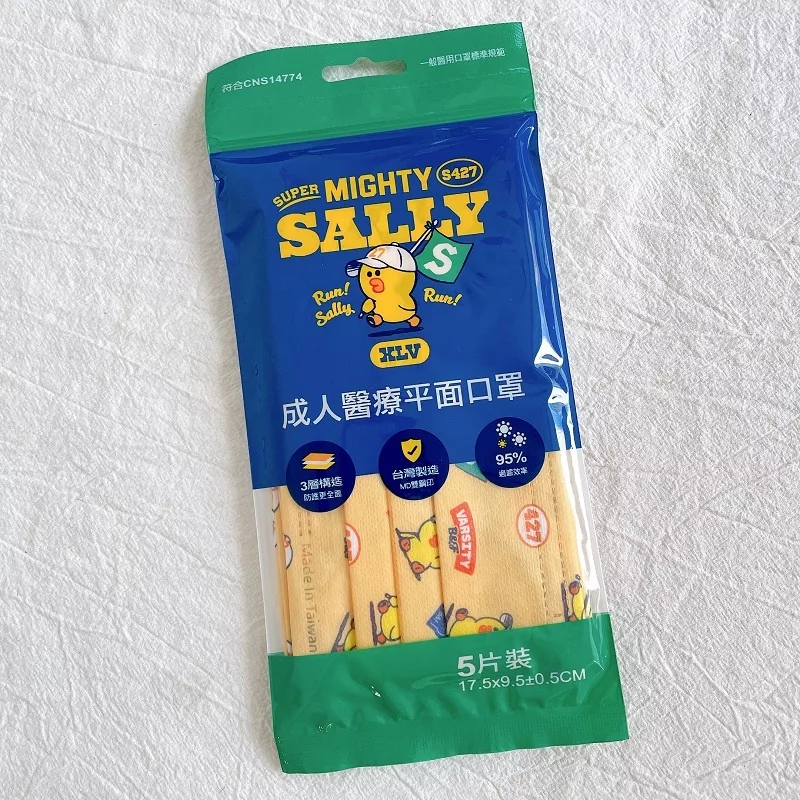 符合CNS14774
一般醫用口罩標準規範
SUPER MIGHTY S427
SALLY
S
Run!
Sally
Run!
XLV
成人醫療平面口罩
3層構造
防護更全面
台灣製造
MD雙鋼印
95%
過濾效率
VARSITY
427
Made In Taiwan
5片裝
17.5x9.5±0.5CM